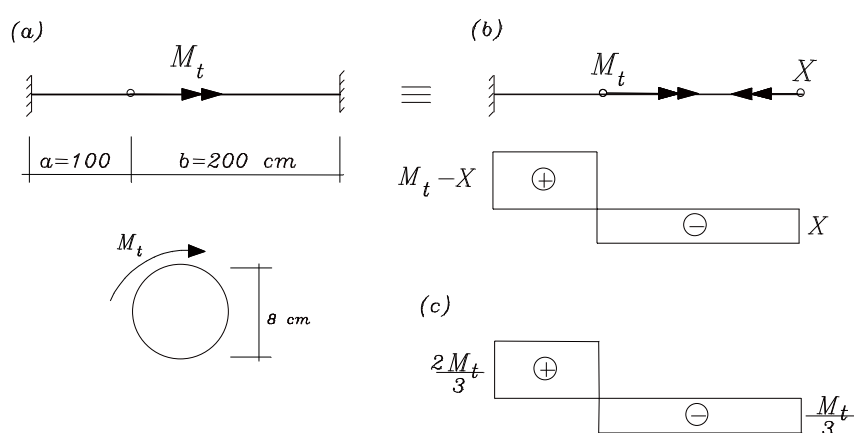 (a)
M_t
a=100
b=200 cm
M_t
8 cm
(b)
≡
M_t
X
M_t −X
+
−
X
(c)
2M_t/3
+
−
M_t/3